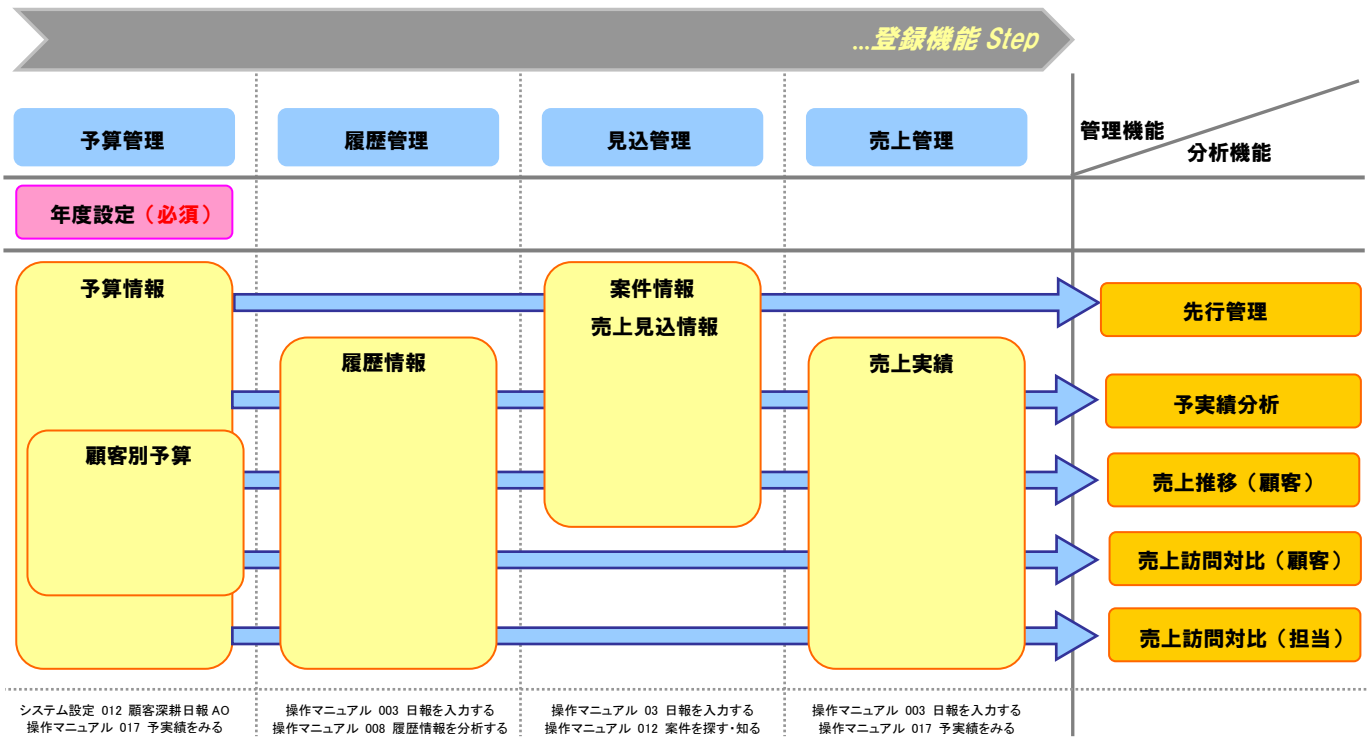 ...登録機能 Step
予算管理
履歴管理
見込管理
売上管理
管理機能
分析機能
年度設定（必須）
予算情報
案件情報
売上見込情報
先行管理
履歴情報
売上実績
予実績分析
顧客別予算
売上推移（顧客）
売上訪問対比（顧客）
売上訪問対比（担当）
システム設定 012 顧客深耕日報 AO
操作マニュアル 017 予実績をみる
操作マニュアル 003 日報を入力する
操作マニュアル 008 履歴情報を分析する
操作マニュアル 03 日報を入力する
操作マニュアル 012 案件を探す・知る
操作マニュアル 003 日報を入力する
操作マニュアル 017 予実績をみる